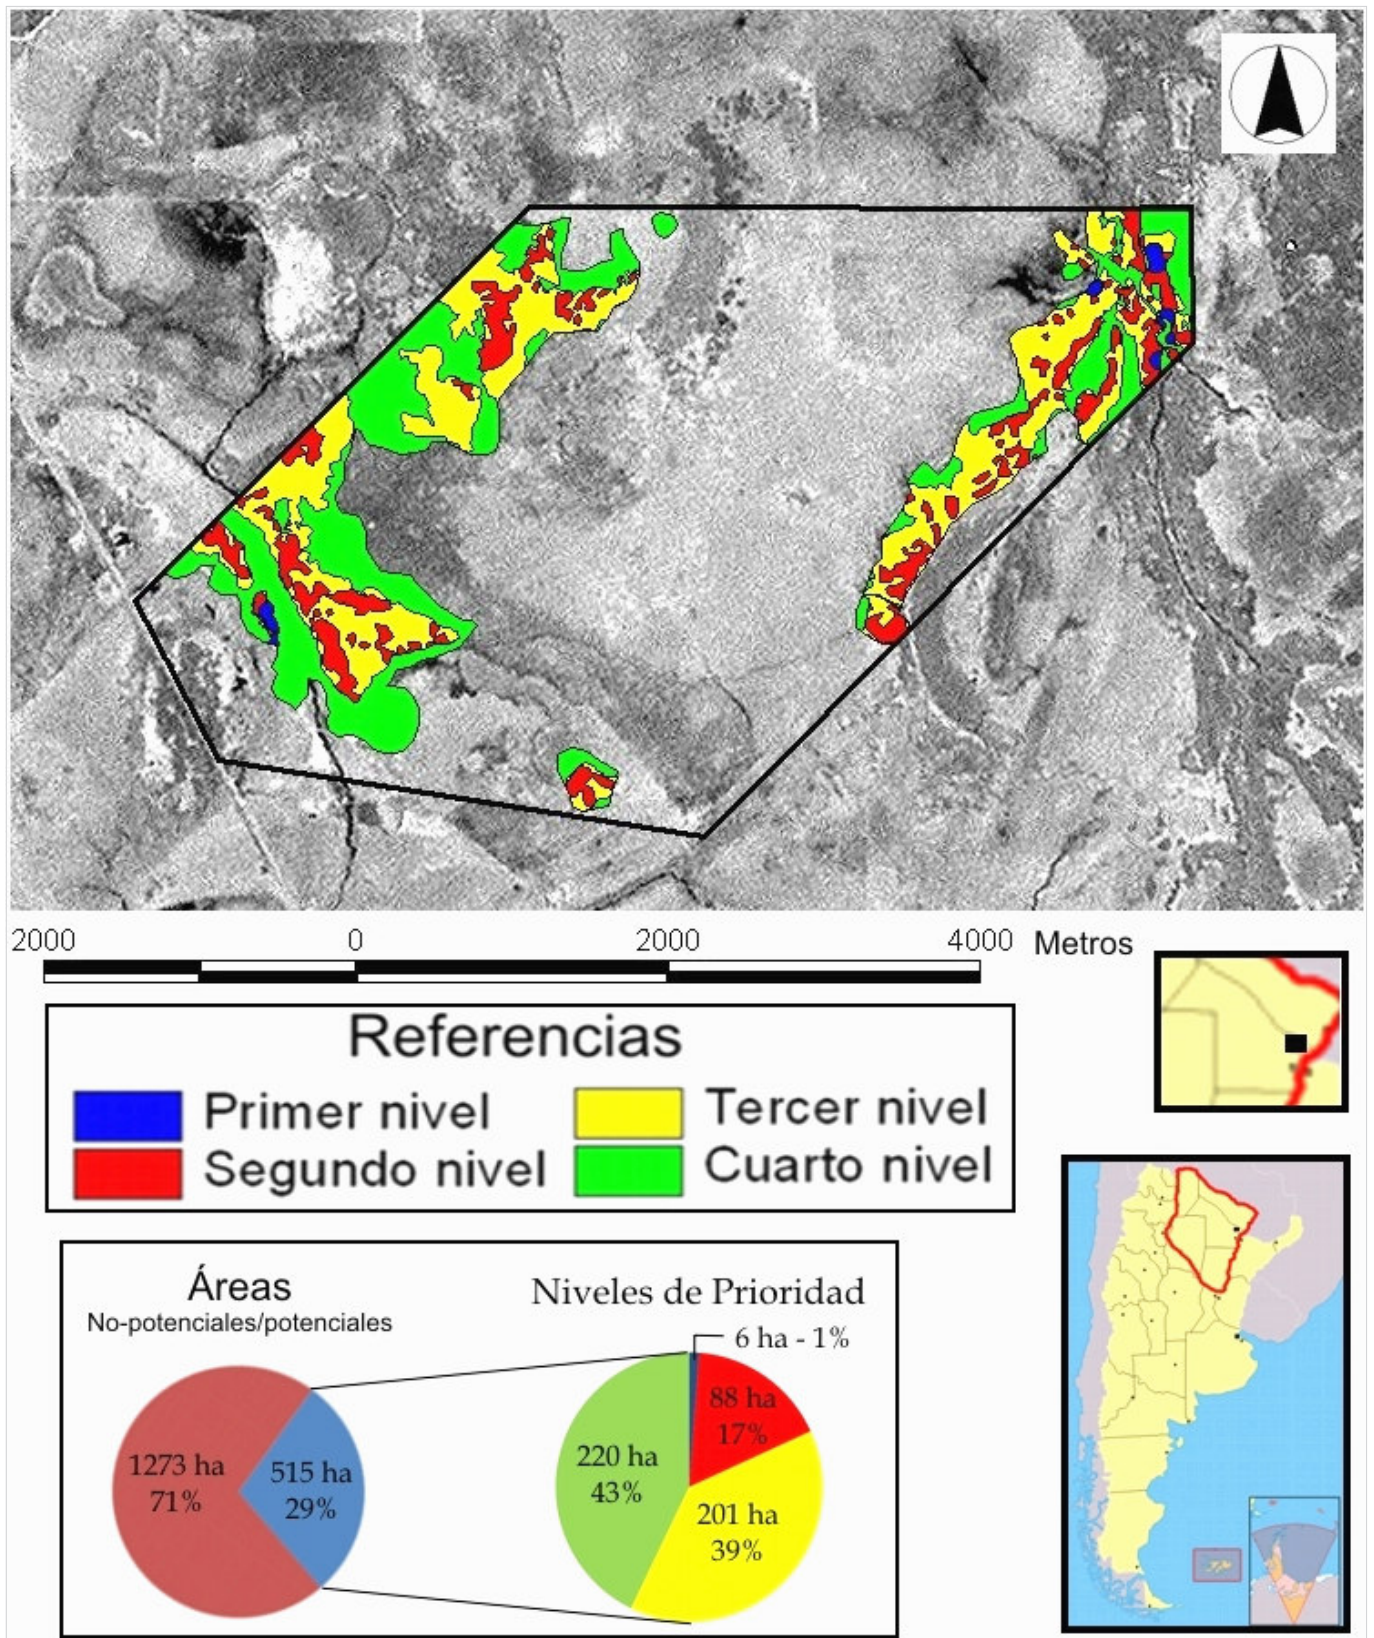 2000 0 2000 4000 Metros
Referencias
Primer nivel Tercer nivel
Segundo nivel Cuarto nivel
Áreas
No-potenciales/potenciales
Niveles de Prioridad
6 ha - 1%
88 ha
17%
1273 ha
71%
515 ha
29%
220 ha
43%
201 ha
39%